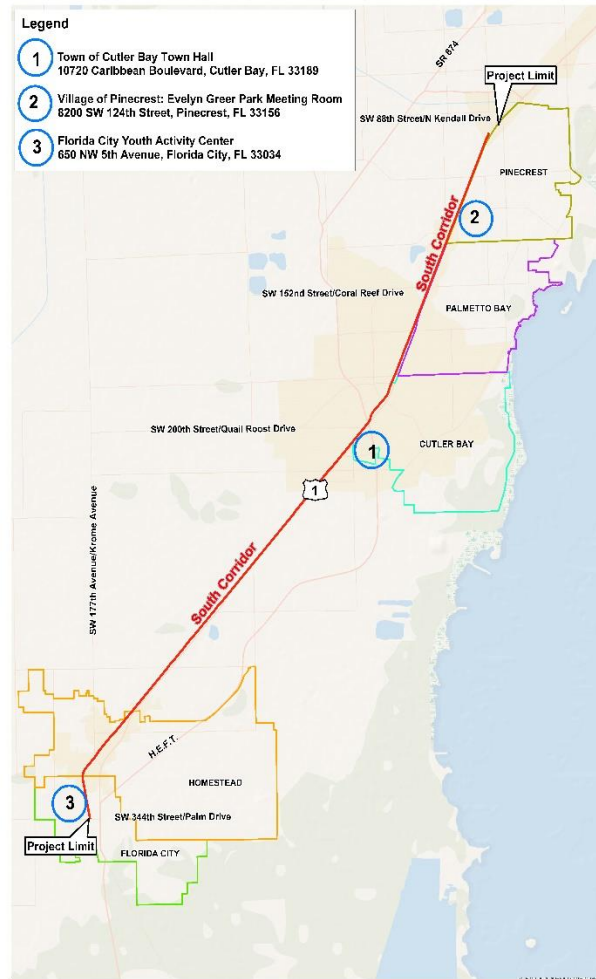 Legend
1
Town of Cutler Bay Town Hall
10720 Caribbean Boulevard, Cutler Bay, FL 33189
2
Village of Pinecrest: Evelyn Greer Park Meeting Room
8200 SW 124th Street, Pinecrest, FL 33156
3
Florida City Youth Activity Center
650 NW 5th Avenue, Florida City, FL 33034
SR 874
Project Limit
SW 88th Street/N Kendall Drive
PINECREST
2
South Corridor
SW 152nd Street/Coral Reef Drive
PALMETTO BAY
SW 200th Street/Quail Roost Drive
CUTLER BAY
1
1
SW 177th Avenue/Krome Avenue
South Corridor
H.E.F.T.
HOMESTEAD
3
SW 344th Street/Palm Drive
Project Limit
FLORIDA CITY